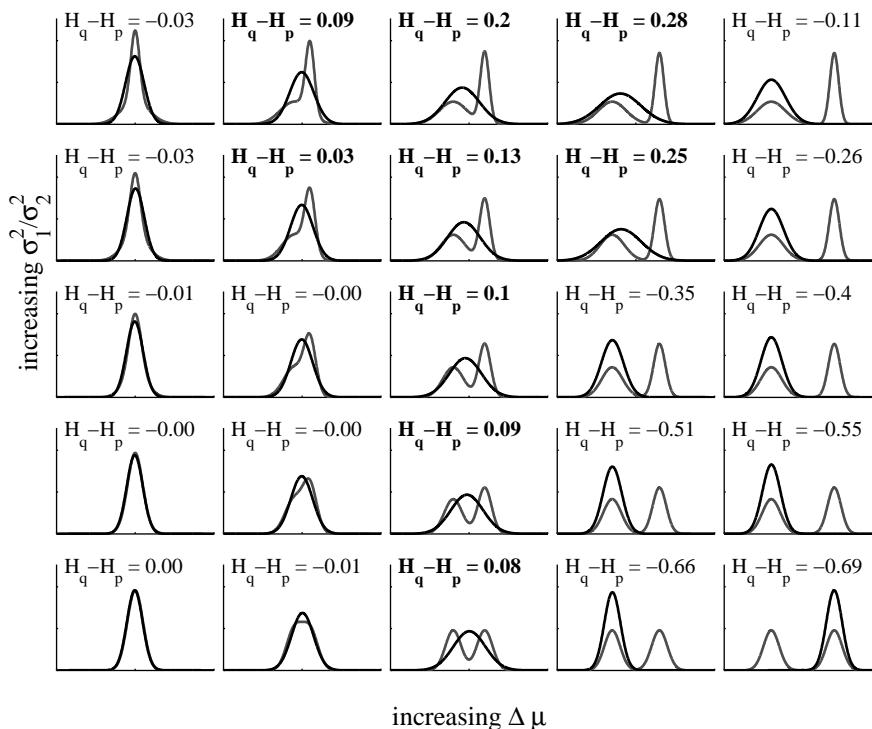 H_q–H_p = –0.03
H_q–H_p = 0.09
H_q–H_p = 0.2
H_q–H_p = 0.28
H_q–H_p = –0.11
H_q–H_p = –0.03
H_q–H_p = 0.03
H_q–H_p = 0.13
H_q–H_p = 0.25
H_q–H_p = –0.26
H_q–H_p = –0.01
H_q–H_p = –0.00
H_q–H_p = 0.1
H_q–H_p = –0.35
H_q–H_p = –0.4
H_q–H_p = –0.00
H_q–H_p = –0.00
H_q–H_p = 0.09
H_q–H_p = –0.51
H_q–H_p = –0.55
H_q–H_p = 0.00
H_q–H_p = –0.01
H_q–H_p = 0.08
H_q–H_p = –0.66
H_q–H_p = –0.69
increasing σ₁²/σ₂²
increasing Δ μ